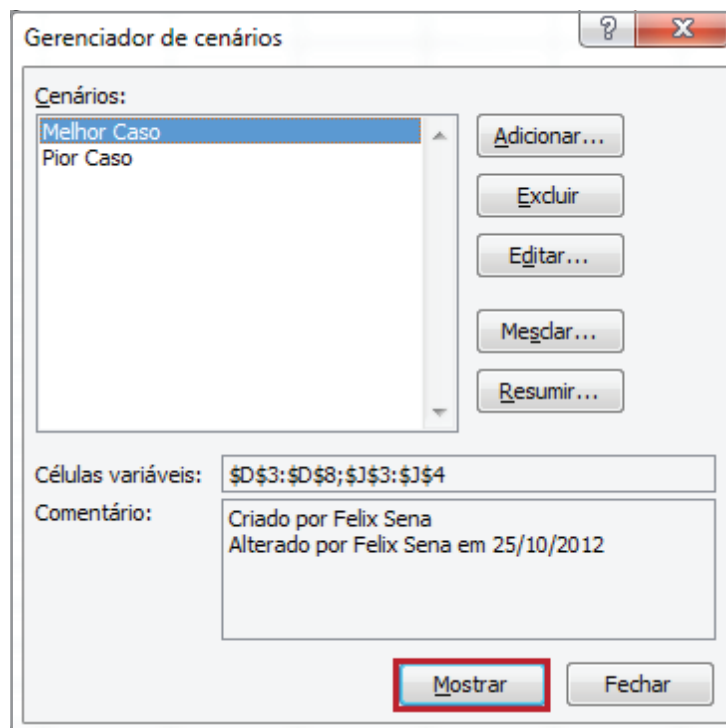 Gerenciador de cenários
?
X
Cenários:
Melhor Caso
Pior Caso
Adicionar...
Excluir
Editar...
Mesclar...
Resumir...
Células variáveis: $D$3:$D$8;$J$3:$J$4
Comentário:
Criado por Felix Sena
Alterado por Felix Sena em 25/10/2012
Mostrar
Fechar